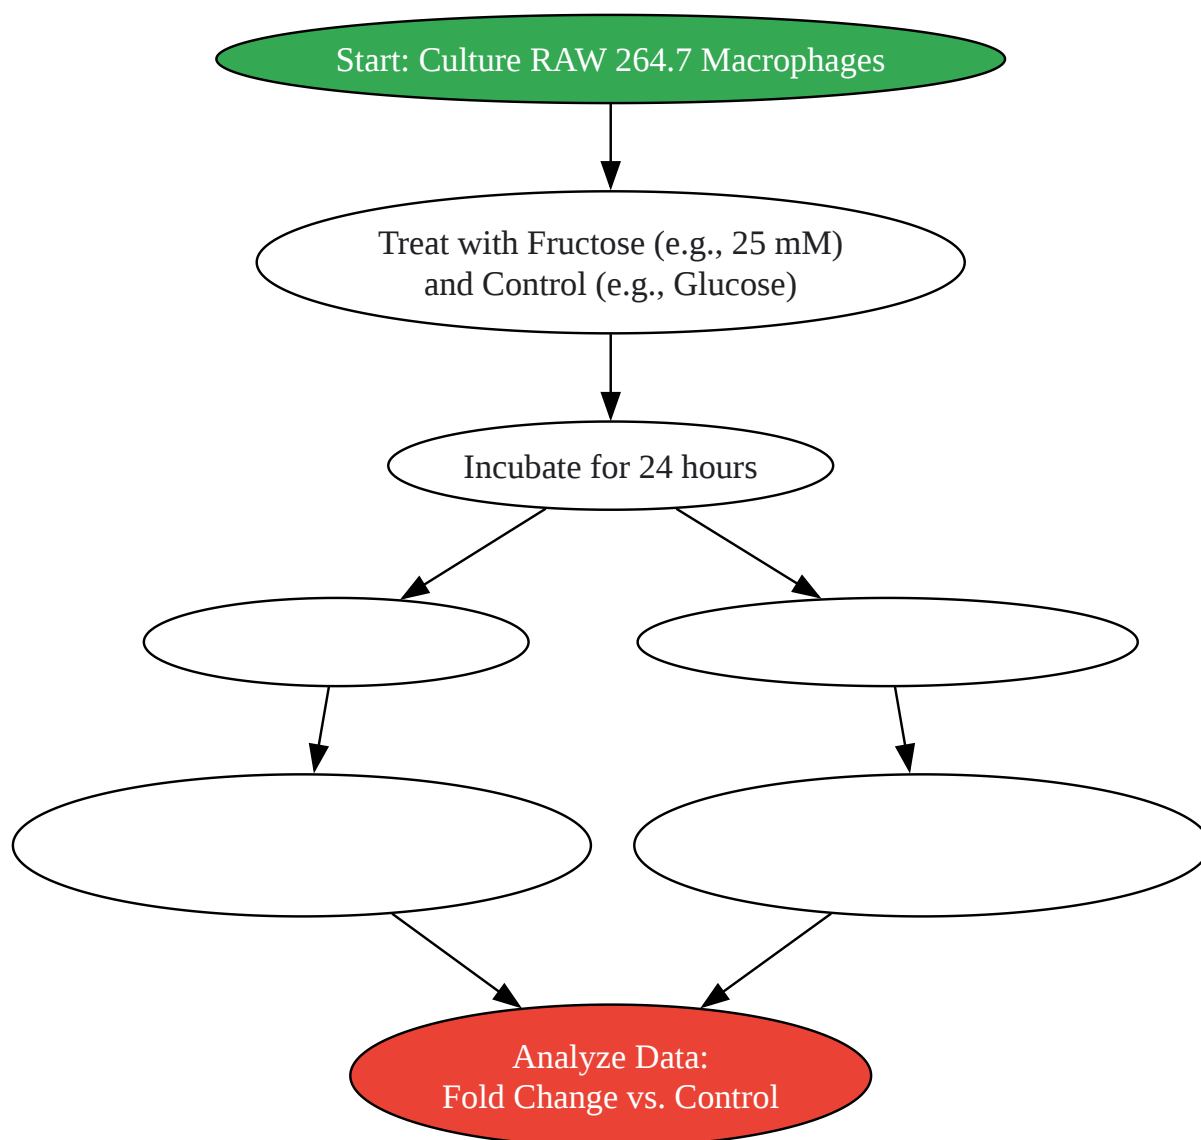 Start: Culture RAW 264.7 Macrophages
Treat with Fructose (e.g., 25 mM)
and Control (e.g., Glucose)
Incubate for 24 hours
Analyze Data:
Fold Change vs. Control